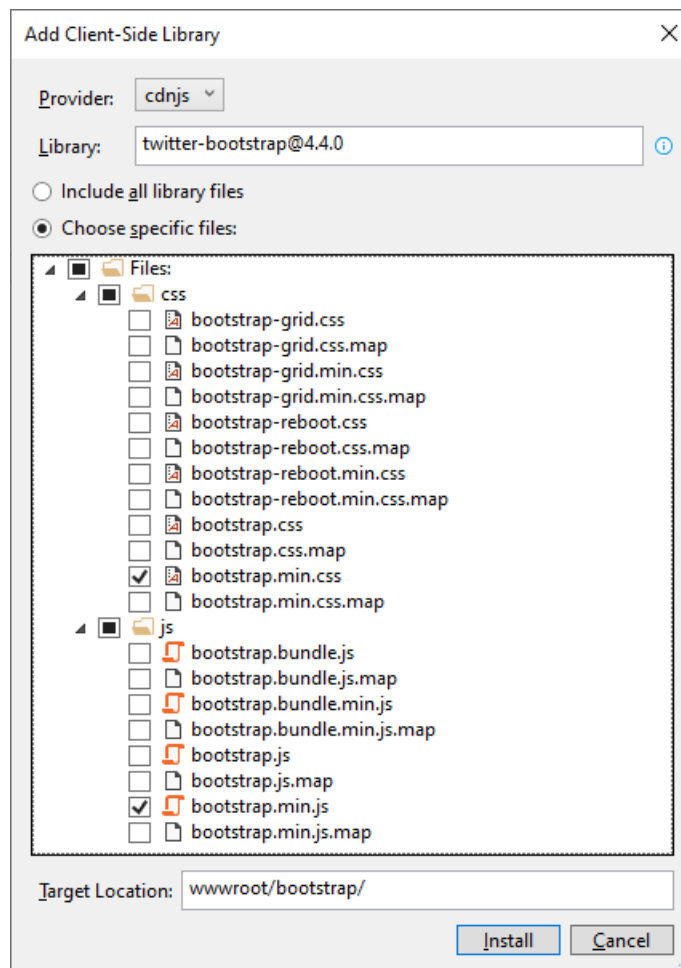 Add Client-Side Library
Provider: cdnjs
Library: twitter-bootstrap@4.4.0
Include all library files
Choose specific files:
Files:
css
bootstrap-grid.css
bootstrap-grid.css.map
bootstrap-grid.min.css
bootstrap-grid.min.css.map
bootstrap-reboot.css
bootstrap-reboot.css.map
bootstrap-reboot.min.css
bootstrap-reboot.min.css.map
bootstrap.css
bootstrap.css.map
bootstrap.min.css
bootstrap.min.css.map
js
bootstrap.bundle.js
bootstrap.bundle.js.map
bootstrap.bundle.min.js
bootstrap.bundle.min.js.map
bootstrap.js
bootstrap.js.map
bootstrap.min.js
bootstrap.min.js.map
Target Location: wwwroot/bootstrap/
Install Cancel